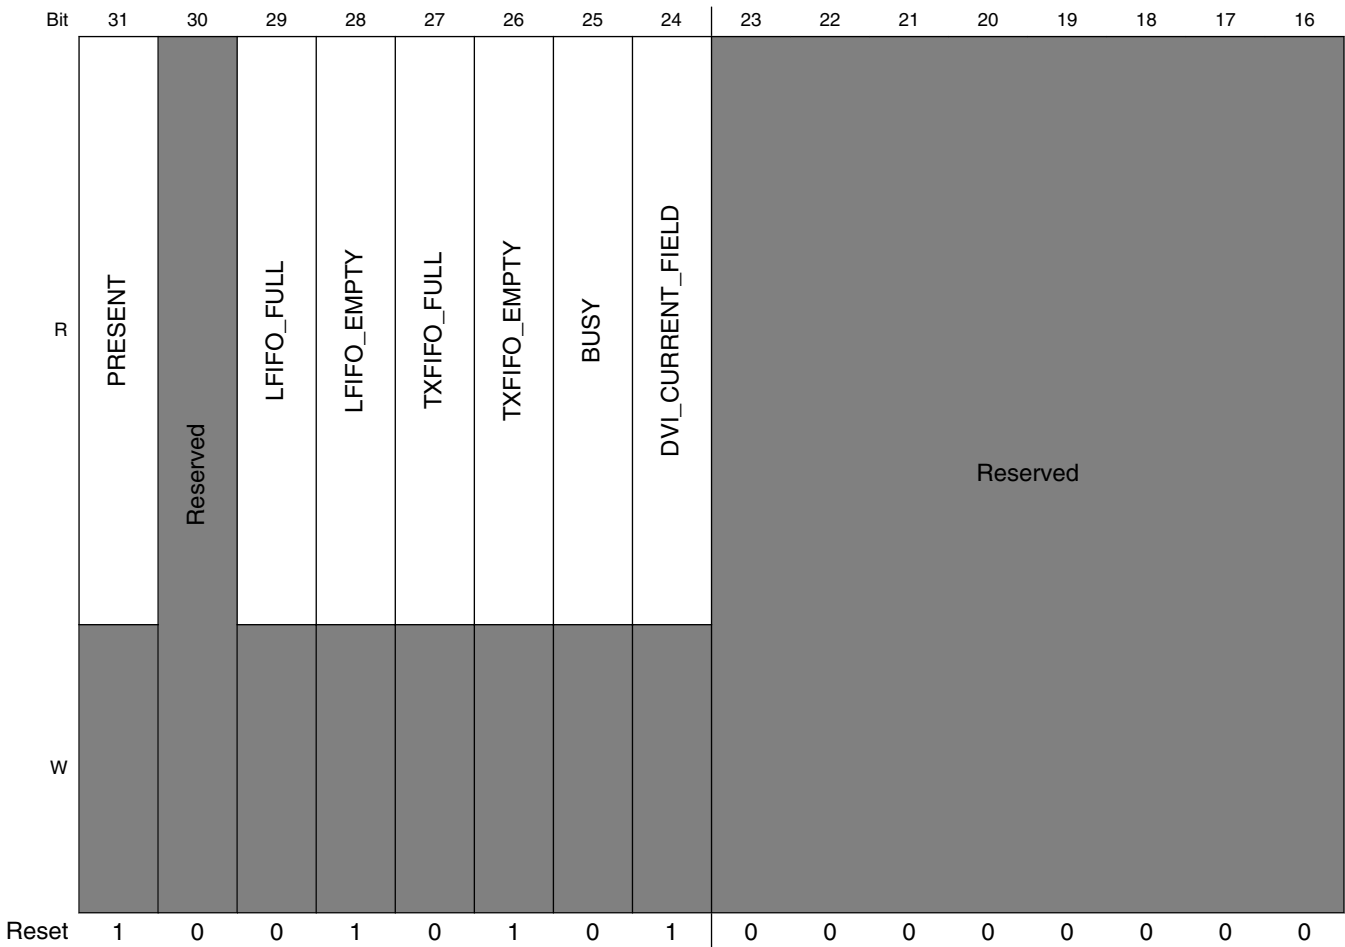 Bit 31 30 29 28 27 26 25 24 23 22 21 20 19 18 17 16
R
PRESENT
Reserved
LFIFO_FULL
LFIFO_EMPTY
TXFIFO_FULL
TXFIFO_EMPTY
BUSY
DVI_CURRENT_FIELD
Reserved
W
Reset 1 0 0 1 0 1 0 1 0 0 0 0 0 0 0 0